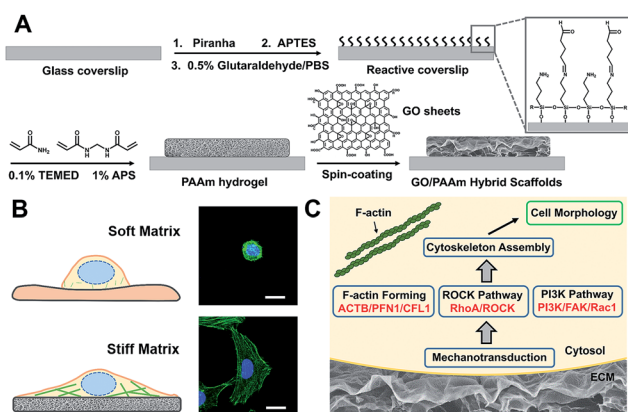 A
Glass coverslip
1. Piranha 2. APTES
3. 0.5% Glutaraldehyde/PBS
Reactive coverslip
GO sheets
0.1% TEMED 1% APS
PAAm hydrogel
Spin-coating
GO/PAAm Hybrid Scaffolds
B
Soft Matrix
Stiff Matrix
C
F-actin
Cell Morphology
Cytoskeleton Assembly
F-actin Forming
ACTB/PFN1/CFL1
ROCK Pathway
RhoA/ROCK
PI3K Pathway
PI3K/FAK/Rac1
Mechanotransduction
Cytosol
ECM